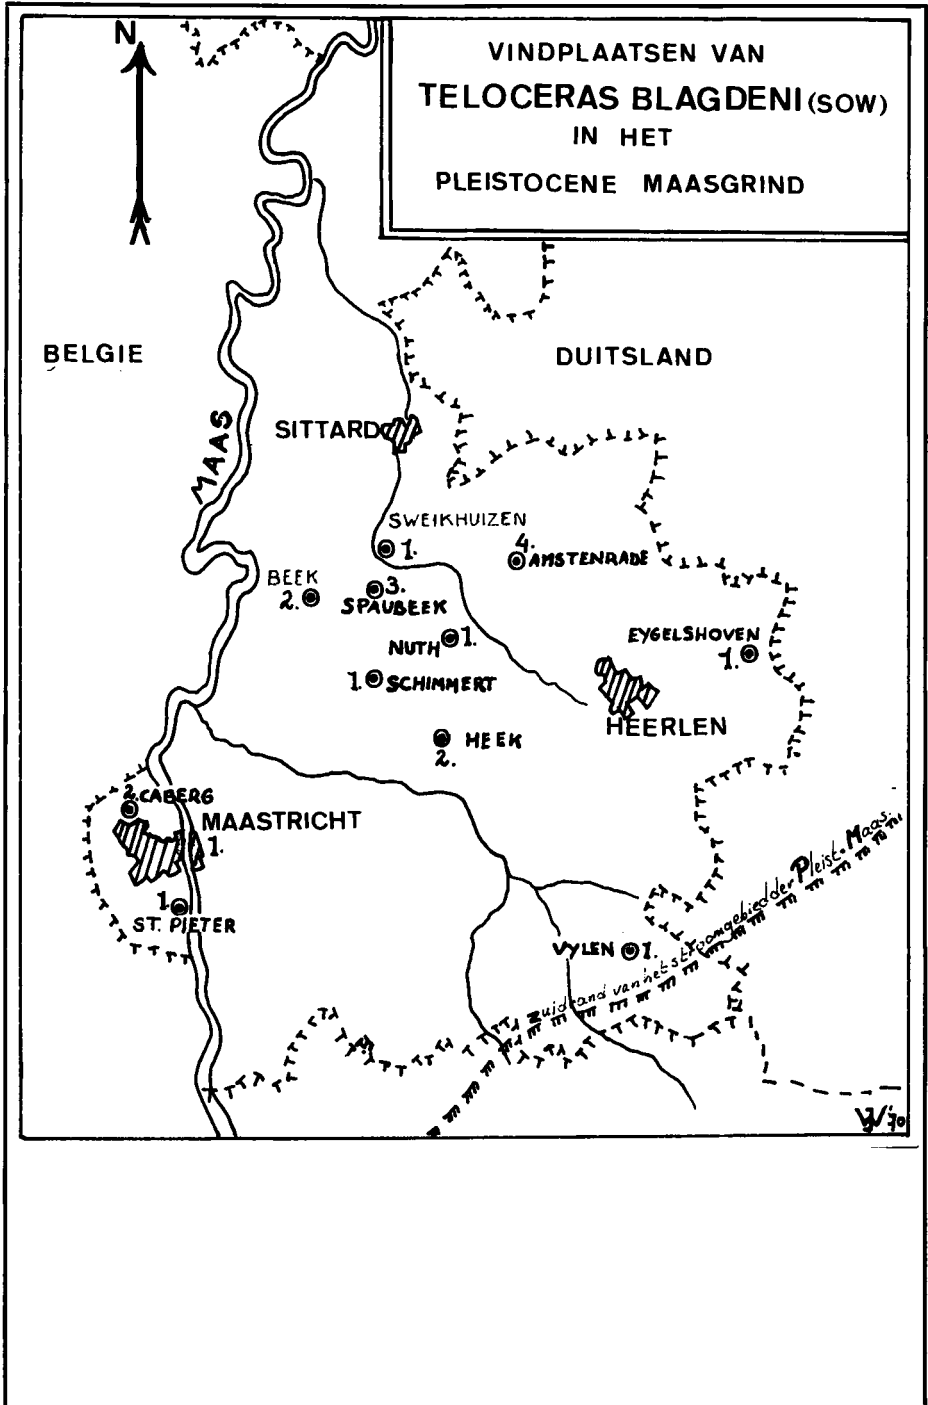 N
VINDPLAATSEN VAN
TELOCERAS BLAGDENI (SOW)
IN HET
PLEISTOCENE MAASGRIND
BELGIE
DUITSLAND
MAAS
SITTARD
SWEIKHUIZEN
1.
4.
AMSTENRADE
BEEK
2.
3.
SPAUBEEK
NUTH
1.
EYGELSHOVEN
1.
1.
SCHIMMERT
HEERLEN
HEEK
2.
2.
CABERG
MAASTRICHT
1.
1.
ST. PIETER
VYLEN
1.
Zuidrand van het stroomgebied der Pleist. Maas.
'70